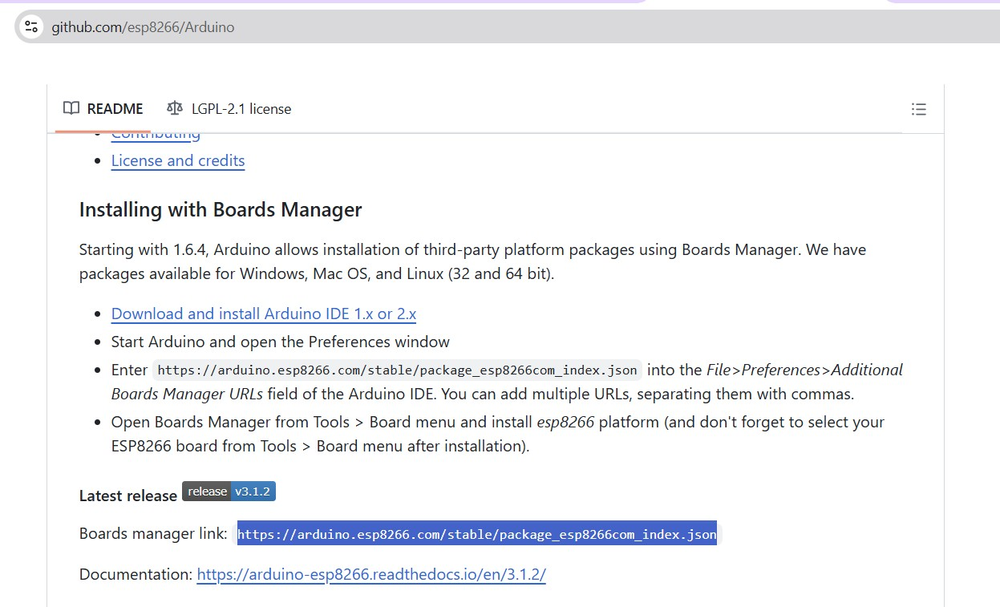 github.com/esp8266/Arduino
README LGPL-2.1 license
Contributing
License and credits
Installing with Boards Manager
Starting with 1.6.4, Arduino allows installation of third-party platform packages using Boards Manager. We have
packages available for Windows, Mac OS, and Linux (32 and 64 bit).
Download and install Arduino IDE 1.x or 2.x
Start Arduino and open the Preferences window
Enter https://arduino.esp8266.com/stable/package_esp8266com_index.json into the File>Preferences>Additional
Boards Manager URLs field of the Arduino IDE. You can add multiple URLs, separating them with commas.
Open Boards Manager from Tools > Board menu and install esp8266 platform (and don't forget to select your
ESP8266 board from Tools > Board menu after installation).
Latest release release v3.1.2
Boards manager link: https://arduino.esp8266.com/stable/package_esp8266com_index.json
Documentation: https://arduino-esp8266.readthedocs.io/en/3.1.2/